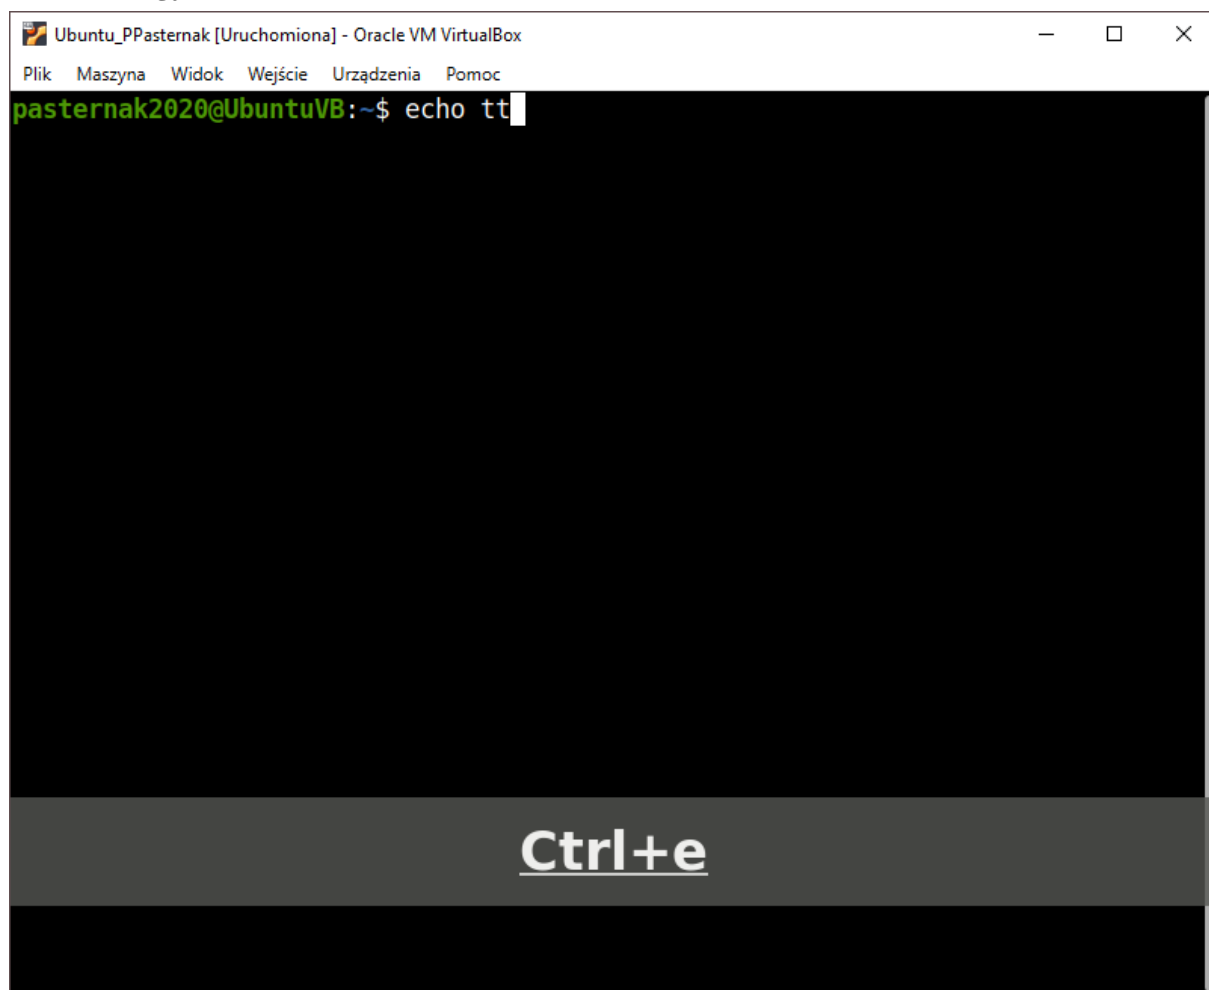 Ubuntu_PPasternak [Uruchomiona] - Oracle VM VirtualBox
Plik Maszyna Widok Wejście Urządzenia Pomoc
pasternak2020@UbuntuVB:~$ echo tt
Ctrl+e